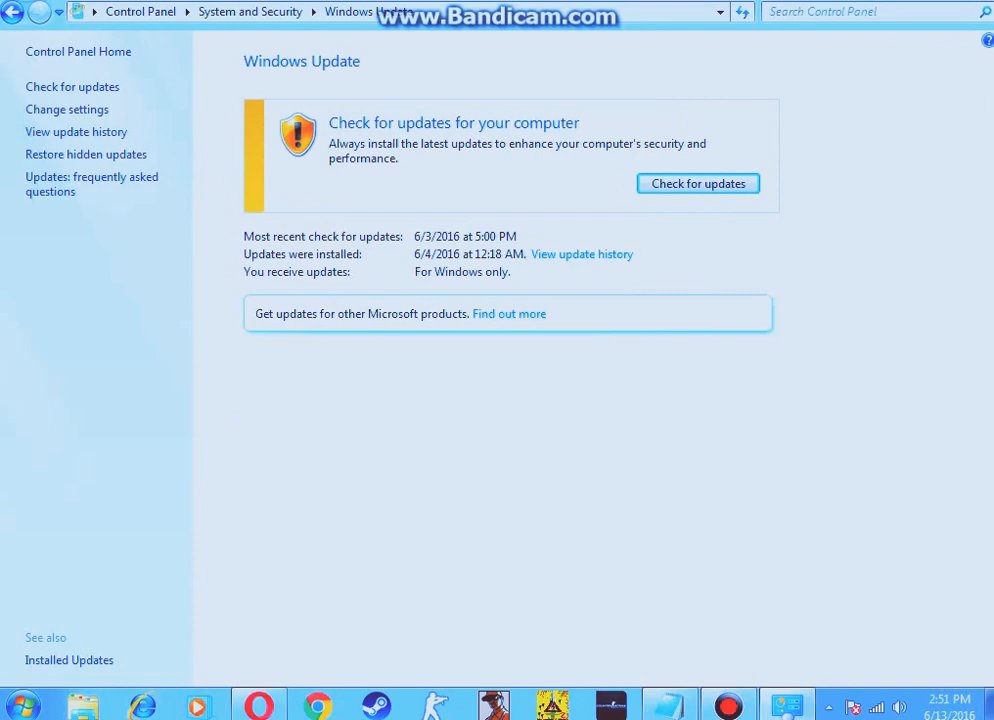 Control Panel
System and Security
Windows Update
www.Bandicam.com
Search Control Panel
Control Panel Home
Check for updates
Change settings
View update history
Restore hidden updates
Updates: frequently asked
questions
Windows Update
Check for updates for your computer
Always install the latest updates to enhance your computer's security and
performance.
Check for updates
Most recent check for updates: 6/3/2016 at 5:00 PM
Updates were installed: 6/4/2016 at 12:18 AM. View update history
You receive updates: For Windows only.
Get updates for other Microsoft products. Find out more
See also
Installed Updates
2:51 PM
6/13/2016